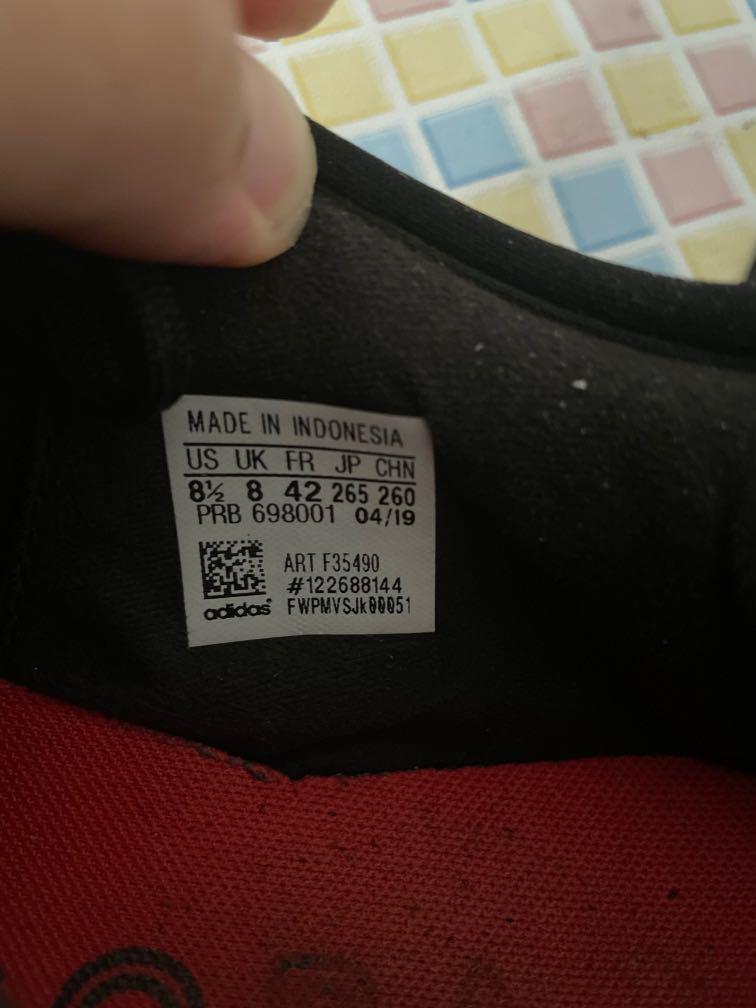 MADE IN INDONESIA
US UK FR JP CHN
8½ 8 42 265 260
PRB 698001 04/19
ART F35490
#122688144
adidas FWPMVSJk00051